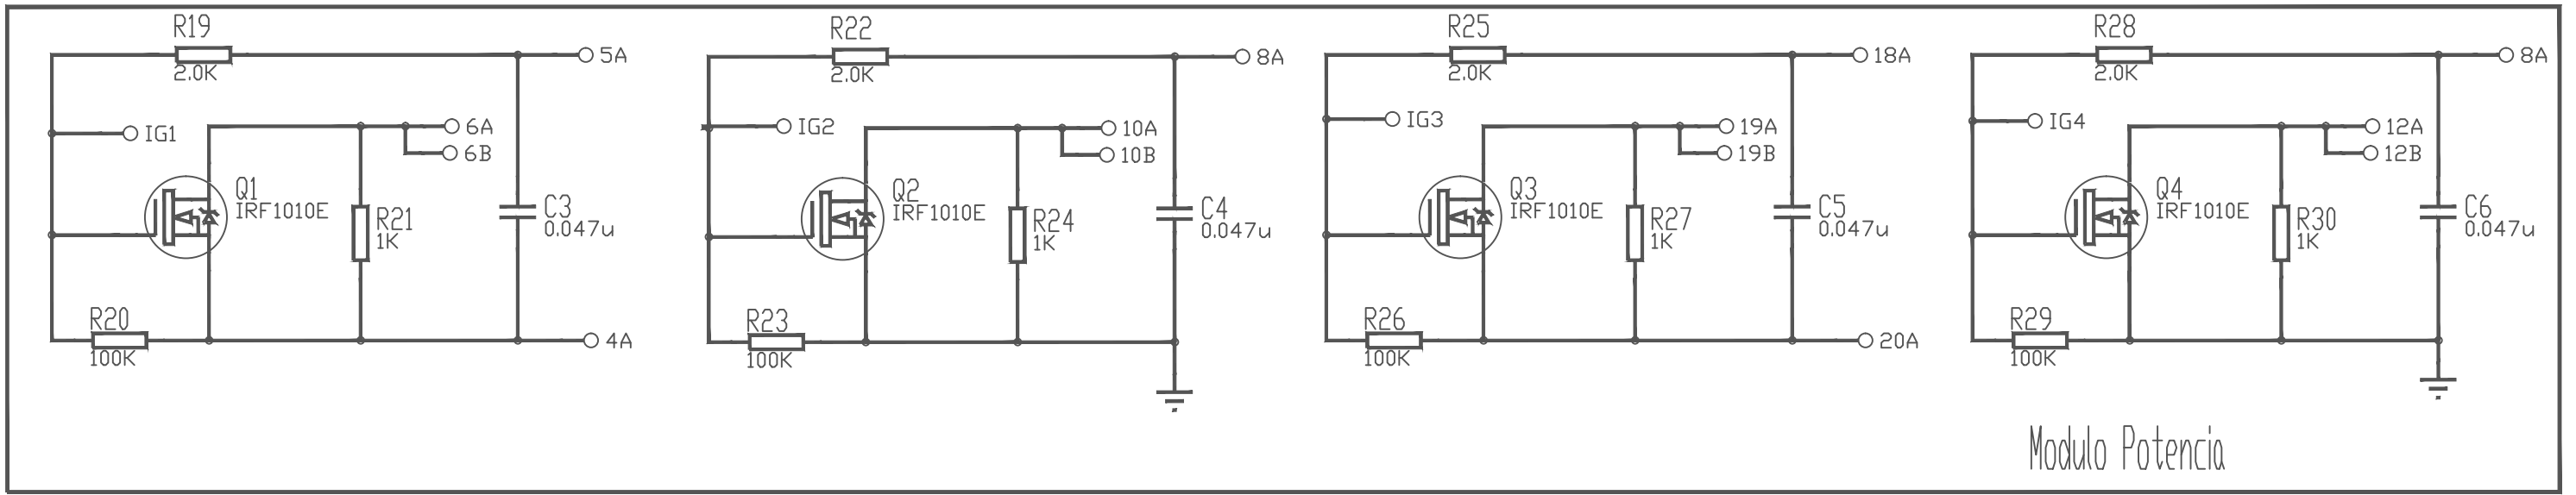 R19
2.0K
5A
IG1
6A
6B
Q1
IRF1010E
R21
1K
C3
0.047u
R20
100K
4A
R22
2.0K
8A
IG2
10A
10B
Q2
IRF1010E
R24
1K
C4
0.047u
R23
100K
R25
2.0K
18A
IG3
19A
19B
Q3
IRF1010E
R27
1K
C5
0.047u
R26
100K
20A
R28
2.0K
8A
IG4
12A
12B
Q4
IRF1010E
R30
1K
C6
0.047u
R29
100K
Modulo Potencia